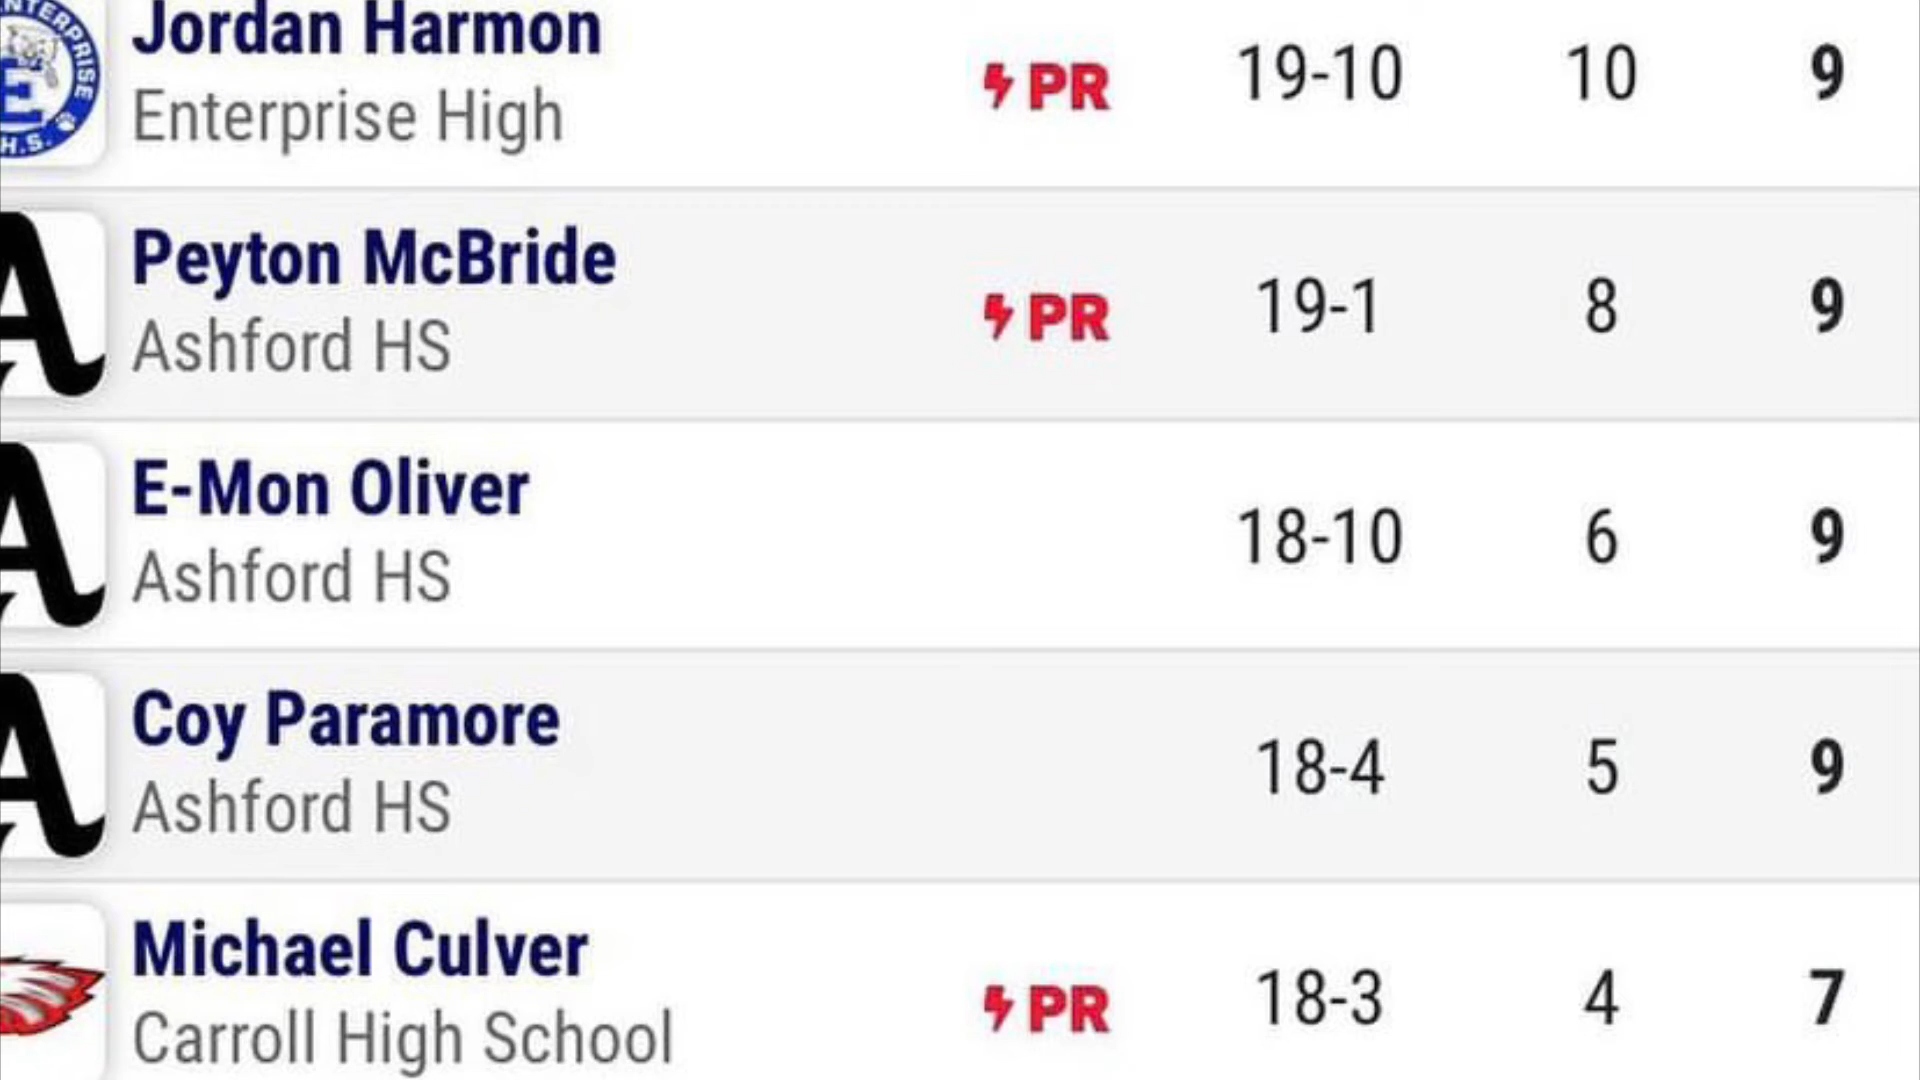 ENTERPRISE
E
H.S.
Jordan Harmon
Enterprise High
PR
19-10
10
9
A
Peyton McBride
Ashford HS
PR
19-1
8
9
A
E-Mon Oliver
Ashford HS
18-10
6
9
A
Coy Paramore
Ashford HS
18-4
5
9
Michael Culver
Carroll High School
PR
18-3
4
7